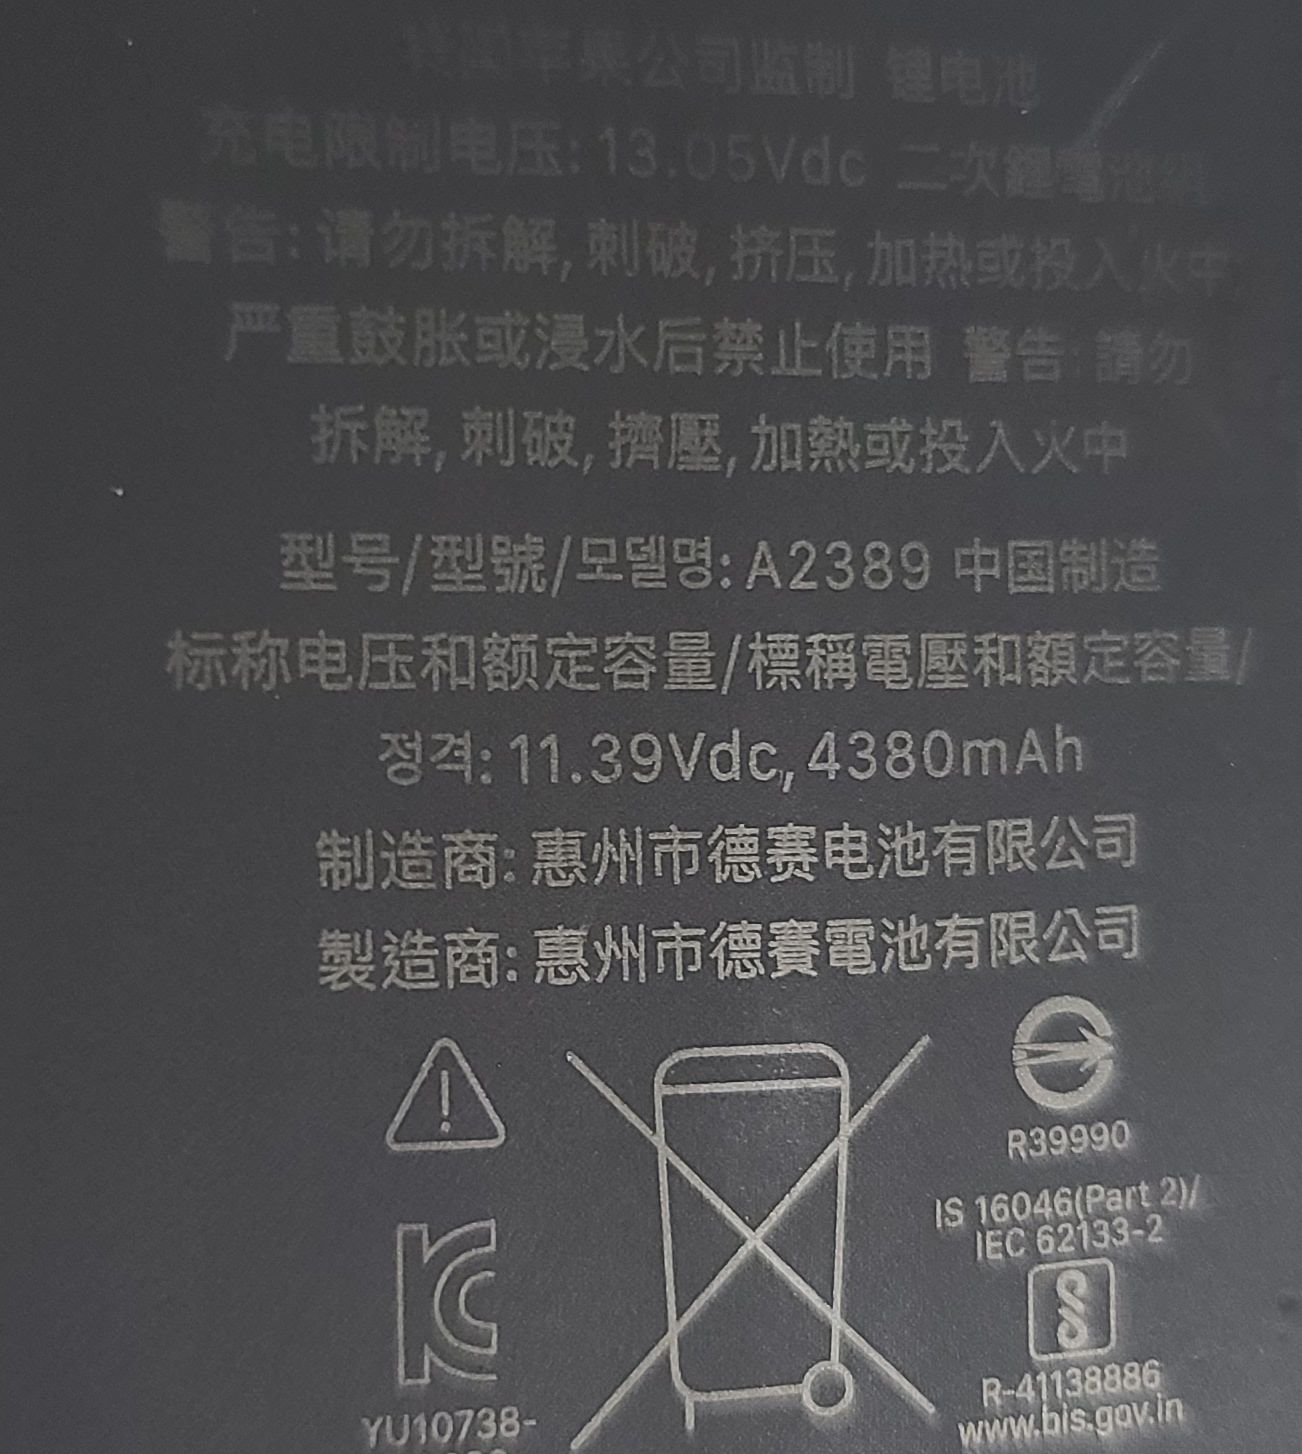 苹果公司监制 锂电池
充电限制电压: 13.05Vdc 二次鋰電池
警告: 请勿拆解, 刺破, 挤压, 加热或投入火中,
严重鼓胀或浸水后禁止使用 警告: 請勿
拆解, 刺破, 擠壓, 加熱或投入火中
型号/型號/모델명: A2389 中国制造
标称电压和额定容量/標稱電壓和額定容量/
정격: 11.39Vdc, 4380mAh
制造商: 惠州市德赛电池有限公司
製造商: 惠州市德賽電池有限公司
R39990
IS 16046(Part 2)/
IEC 62133-2
R-41138886
www.bis.gov.in
YU10738-